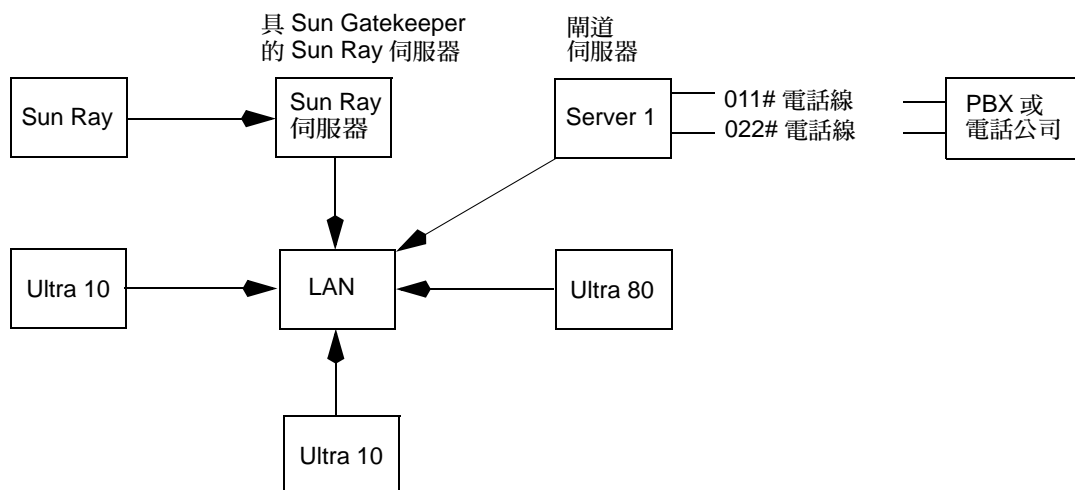 具 Sun Gatekeeper
的 Sun Ray 伺服器
閘道
伺服器
Sun Ray
Sun Ray
伺服器
Server 1
011# 電話線
022# 電話線
PBX 或
電話公司
Ultra 10
LAN
Ultra 80
Ultra 10